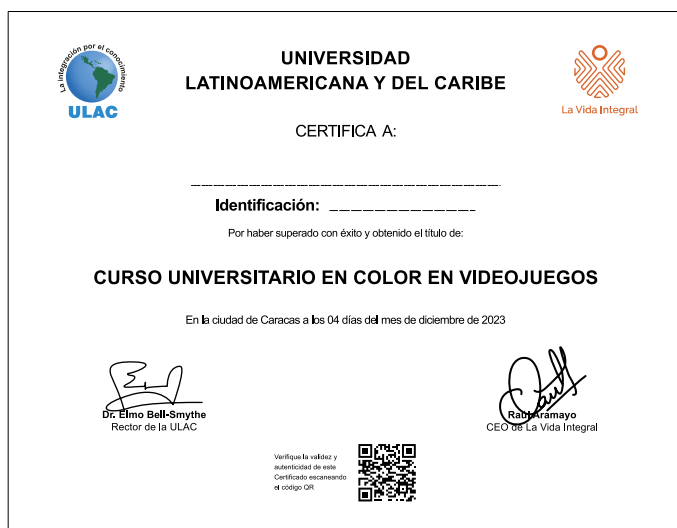 La integración por el conocimiento
ULAC
UNIVERSIDAD
LATINOAMERICANA Y DEL CARIBE
La Vida Integral
CERTIFICA A:
Identificación:
Por haber superado con éxito y obtenido el título de:
CURSO UNIVERSITARIO EN COLOR EN VIDEOJUEGOS
En la ciudad de Caracas a los 04 días del mes de diciembre de 2023
Dr. Elmo Bell-Smythe
Rector de la ULAC
Raúl Aramayo
CEO de La Vida Integral
Verifique la validez y
autenticidad de este
Certificado escaneando
el código QR